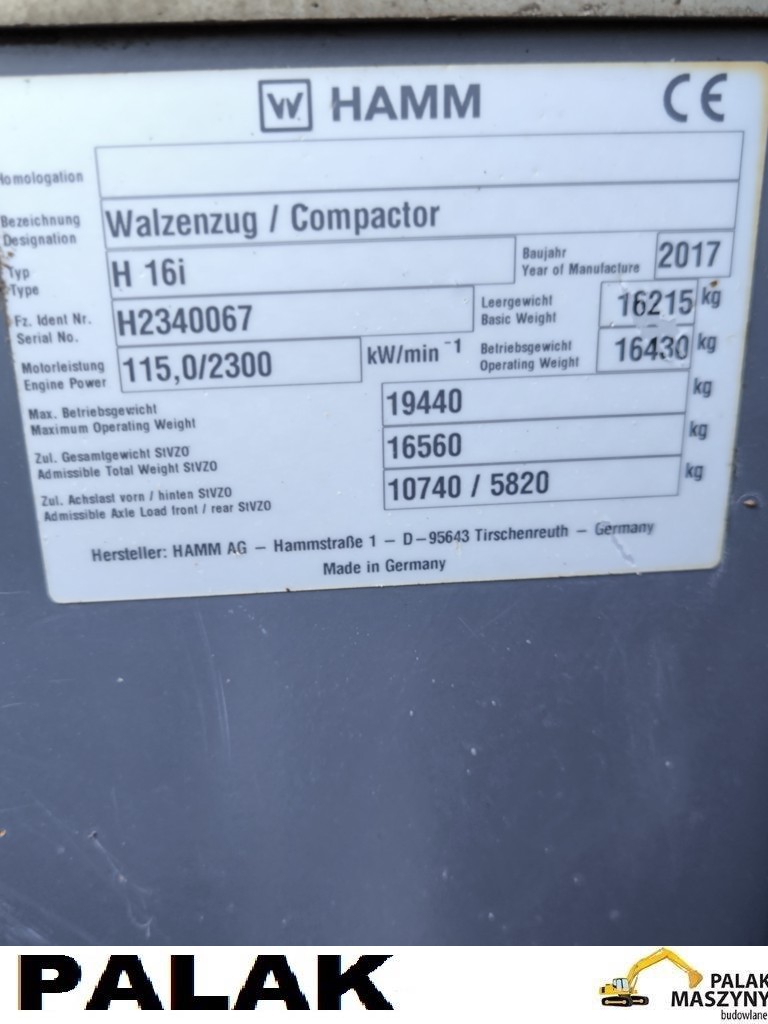 W HAMM CE
Homologation
Bezeichnung
Designation
Walzenzug / Compactor
Typ
Type
H 16i
Baujahr
Year of Manufacture
2017
Fz. Ident Nr.
Serial No.
H2340067
Leergewicht
Basic Weight
16215 kg
Motorleistung
Engine Power
115,0/2300
kW/min -1
Betriebsgewicht
Operating Weight
16430 kg
Max. Betriebsgewicht
Maximum Operating Weight
19440 kg
Zul. Gesamtgewicht StVZO
Admissible Total Weight StVZO
16560 kg
Zul. Achslast vorn / hinten StVZO
Admissible Axle Load front / rear StVZO
10740 / 5820 kg
Hersteller: HAMM AG – Hammstraße 1 – D–95643 Tirschenreuth – Germany
Made in Germany
PALAK
PALAK
MASZYNY
budowlane